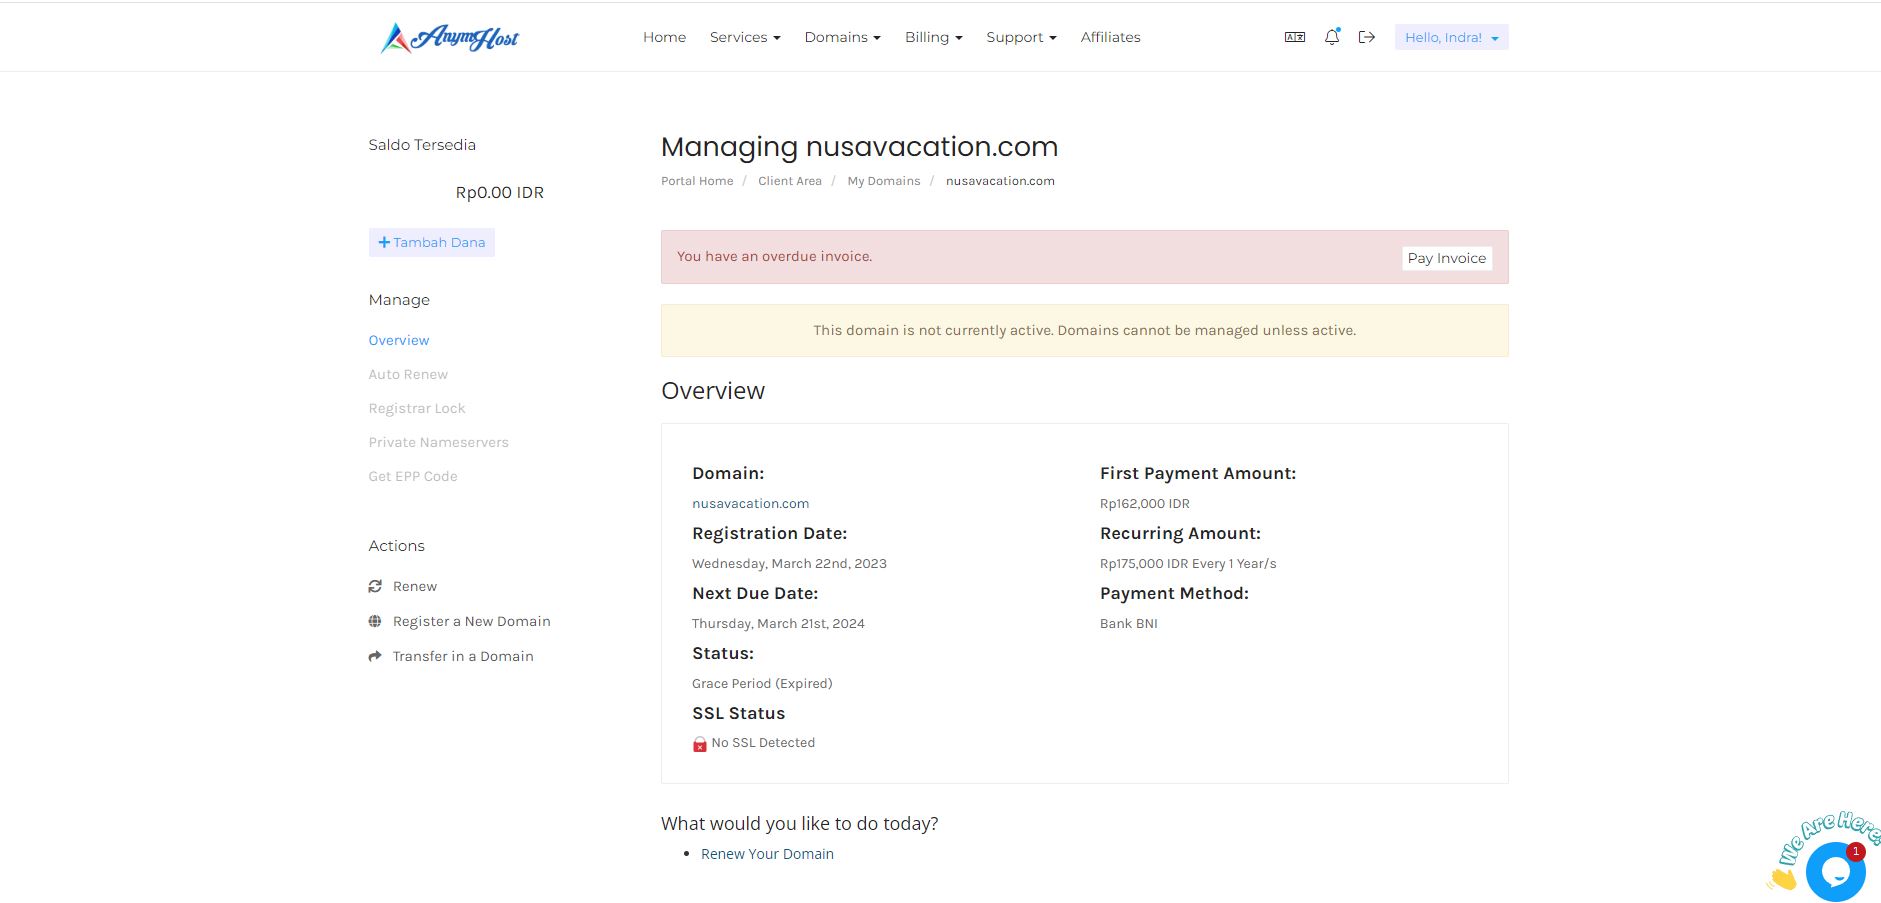 AnymHost
Home Services Domains Billing Support Affiliates
Hello, Indra!
Saldo Tersedia
Rp0.00 IDR
Tambah Dana
Manage
Overview
Auto Renew
Registrar Lock
Private Nameservers
Get EPP Code
Actions
Renew
Register a New Domain
Transfer in a Domain
Managing nusavacation.com
Portal Home / Client Area / My Domains / nusavacation.com
You have an overdue invoice.
Pay Invoice
This domain is not currently active. Domains cannot be managed unless active.
Overview
Domain:
nusavacation.com
Registration Date:
Wednesday, March 22nd, 2023
Next Due Date:
Thursday, March 21st, 2024
Status:
Grace Period (Expired)
SSL Status
No SSL Detected
First Payment Amount:
Rp162,000 IDR
Recurring Amount:
Rp175,000 IDR Every 1 Year/s
Payment Method:
Bank BNI
What would you like to do today?
Renew Your Domain
We Are Here!
1